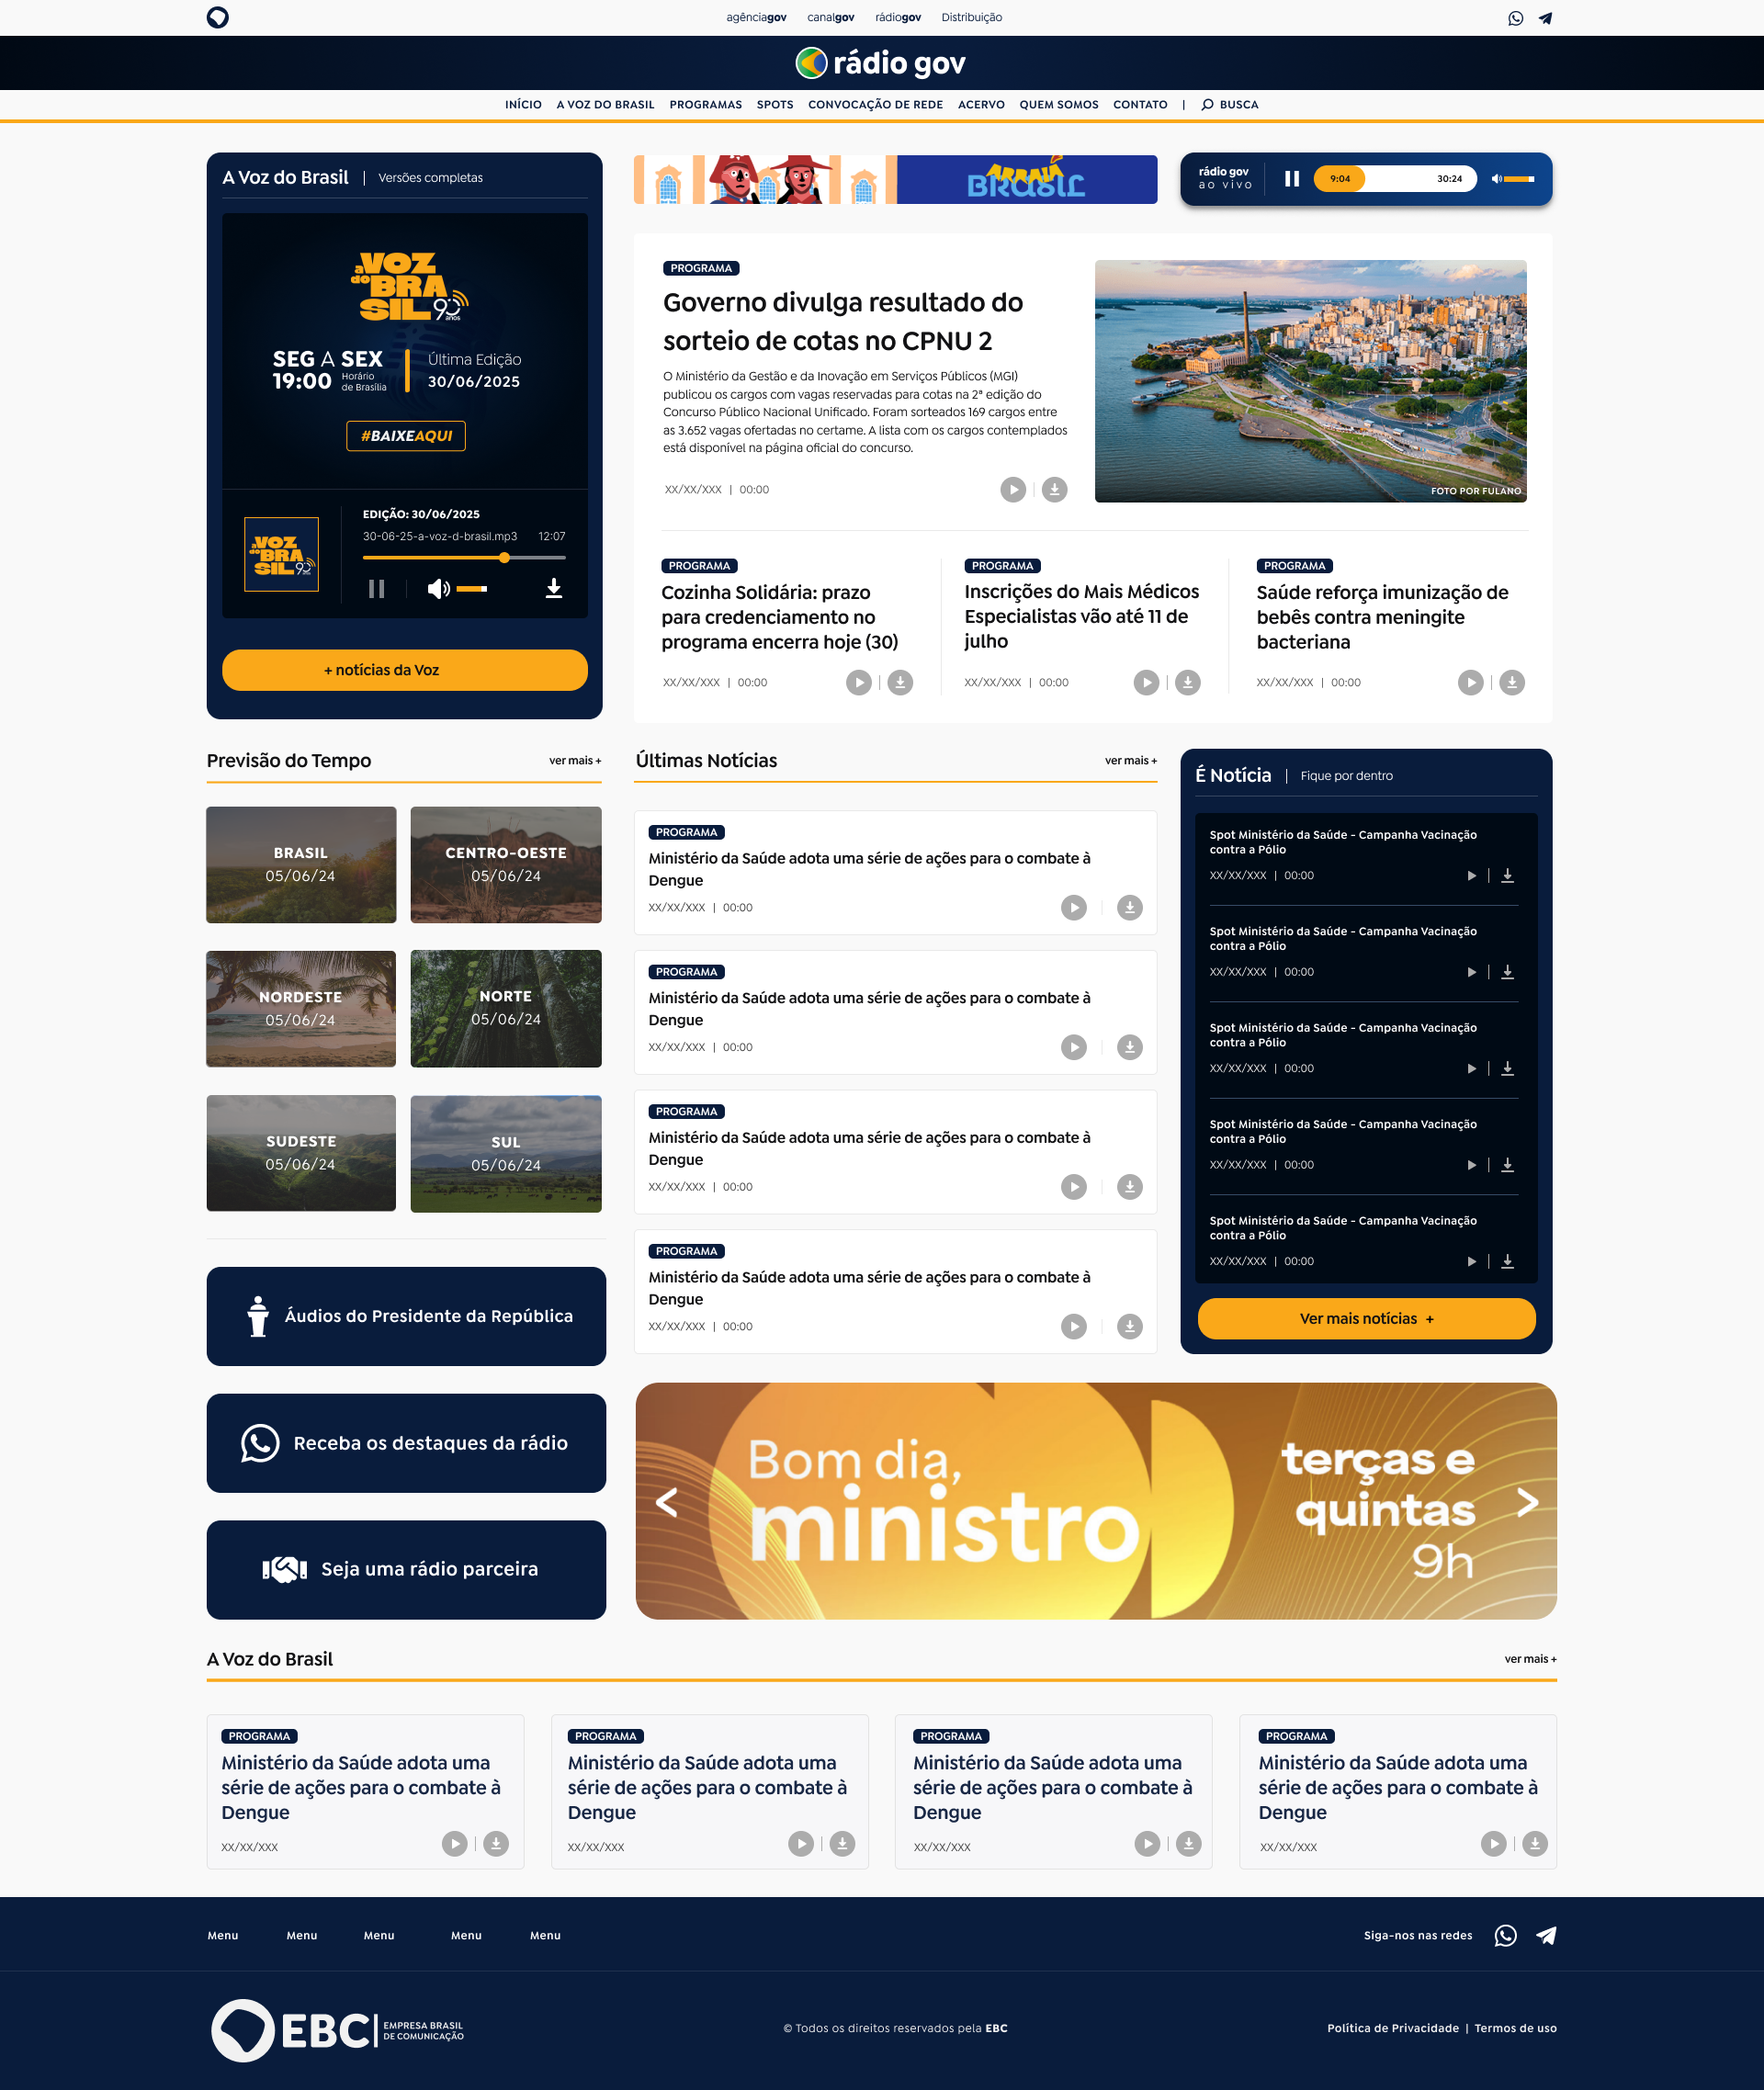 agênciagov canalgov rádiogov Distribuição
rádio gov
INÍCIO A VOZ DO BRASIL PROGRAMAS SPOTS CONVOCAÇÃO DE REDE ACERVO QUEM SOMOS CONTATO | BUSCA
A Voz do Brasil | Versões completas
a VOZ
do BRA
SIL 90
anos
SEG A SEX
19:00 Horário
de Brasília
Última Edição
30/06/2025
#BAIXEAQUI
a VOZ
do BRA
SIL 90
anos
EDIÇÃO: 30/06/2025
30-06-25-a-voz-d-brasil.mp3 12:07
+ notícias da Voz
ARRAIÁ
BRASIL
rádio gov
ao vivo
9:04 30:24
PROGRAMA
Governo divulga resultado do
sorteio de cotas no CPNU 2
O Ministério da Gestão e da Inovação em Serviços Públicos (MGI)
publicou os cargos com vagas reservadas para cotas na 2ª edição do
Concurso Público Nacional Unificado. Foram sorteados 169 cargos entre
as 3.652 vagas ofertadas no certame. A lista com os cargos contemplados
está disponível na página oficial do concurso.
XX/XX/XXX | 00:00
FOTO POR FULANO
PROGRAMA
Cozinha Solidária: prazo
para credenciamento no
programa encerra hoje (30)
XX/XX/XXX | 00:00
PROGRAMA
Inscrições do Mais Médicos
Especialistas vão até 11 de
julho
XX/XX/XXX | 00:00
PROGRAMA
Saúde reforça imunização de
bebês contra meningite
bacteriana
XX/XX/XXX | 00:00
Previsão do Tempo ver mais +
BRASIL
05/06/24
CENTRO-OESTE
05/06/24
NORDESTE
05/06/24
NORTE
05/06/24
SUDESTE
05/06/24
SUL
05/06/24
Áudios do Presidente da República
Receba os destaques da rádio
Seja uma rádio parceira
Últimas Notícias ver mais +
PROGRAMA
Ministério da Saúde adota uma série de ações para o combate à
Dengue
XX/XX/XXX | 00:00
PROGRAMA
Ministério da Saúde adota uma série de ações para o combate à
Dengue
XX/XX/XXX | 00:00
PROGRAMA
Ministério da Saúde adota uma série de ações para o combate à
Dengue
XX/XX/XXX | 00:00
PROGRAMA
Ministério da Saúde adota uma série de ações para o combate à
Dengue
XX/XX/XXX | 00:00
É Notícia | Fique por dentro
Spot Ministério da Saúde - Campanha Vacinação
contra a Pólio
XX/XX/XXX | 00:00
Spot Ministério da Saúde - Campanha Vacinação
contra a Pólio
XX/XX/XXX | 00:00
Spot Ministério da Saúde - Campanha Vacinação
contra a Pólio
XX/XX/XXX | 00:00
Spot Ministério da Saúde - Campanha Vacinação
contra a Pólio
XX/XX/XXX | 00:00
Spot Ministério da Saúde - Campanha Vacinação
contra a Pólio
XX/XX/XXX | 00:00
Ver mais notícias +
Bom dia,
ministro
terças e
quintas
9h
A Voz do Brasil ver mais +
PROGRAMA
Ministério da Saúde adota uma
série de ações para o combate à
Dengue
XX/XX/XXX
PROGRAMA
Ministério da Saúde adota uma
série de ações para o combate à
Dengue
XX/XX/XXX
PROGRAMA
Ministério da Saúde adota uma
série de ações para o combate à
Dengue
XX/XX/XXX
PROGRAMA
Ministério da Saúde adota uma
série de ações para o combate à
Dengue
XX/XX/XXX
Menu Menu Menu Menu Menu Siga-nos nas redes
EBC | EMPRESA BRASIL
DE COMUNICAÇÃO
© Todos os direitos reservados pela EBC
Política de Privacidade | Termos de uso